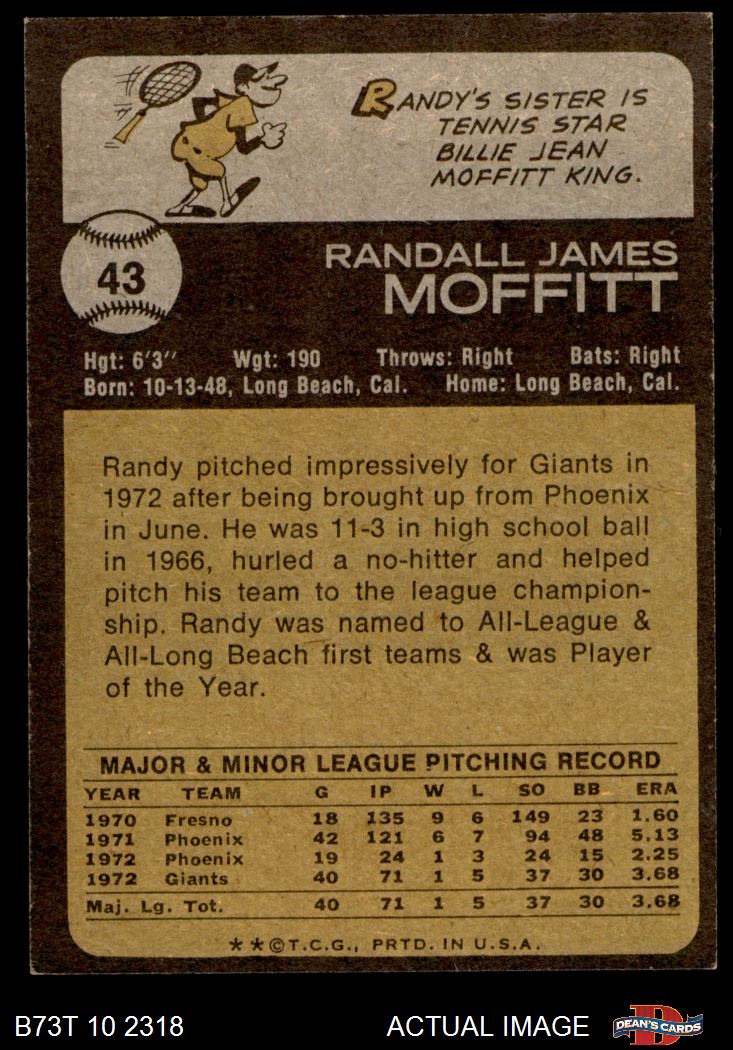 RANDY'S SISTER IS
TENNIS STAR
BILLIE JEAN
MOFFITT KING.
43
RANDALL JAMES
MOFFITT
Hgt: 6'3" Wgt: 190 Throws: Right Bats: Right
Born: 10-13-48, Long Beach, Cal. Home: Long Beach, Cal.
Randy pitched impressively for Giants in
1972 after being brought up from Phoenix
in June. He was 11-3 in high school ball
in 1966, hurled a no-hitter and helped
pitch his team to the league champion-
ship. Randy was named to All-League &
All-Long Beach first teams & was Player
of the Year.
MAJOR & MINOR LEAGUE PITCHING RECORD
YEAR TEAM G IP W L SO BB ERA
1970 Fresno 18 135 9 6 149 23 1.60
1971 Phoenix 42 121 6 7 94 48 5.13
1972 Phoenix 19 24 1 3 24 15 2.25
1972 Giants 40 71 1 5 37 30 3.68
Maj. Lg. Tot. 40 71 1 5 37 30 3.68
**©T.C.G., PRTD. IN U.S.A.
B73T 10 2318 ACTUAL IMAGE D DEAN'S CARDS